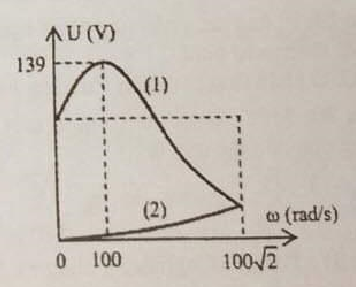 U (V)
139
(1)
(2)
ω (rad/s)
0 100 100√2